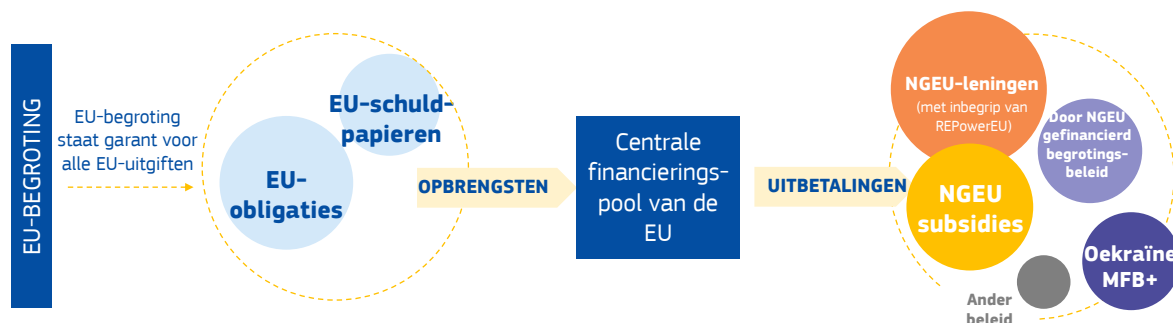 EU-BEGROTING
EU-begroting
staat garant voor
alle EU-uitgiften
EU-schuld-
papieren
EU-
obligaties
OPBRENGSTEN
Centrale
financierings-
pool van de
EU
UITBETALINGEN
NGEU-leningen
(met inbegrip van
REPowerEU)
Door NGEU
gefinancierd
begrotings-
beleid
NGEU
subsidies
Oekraïne
MFB+
Ander
beleid